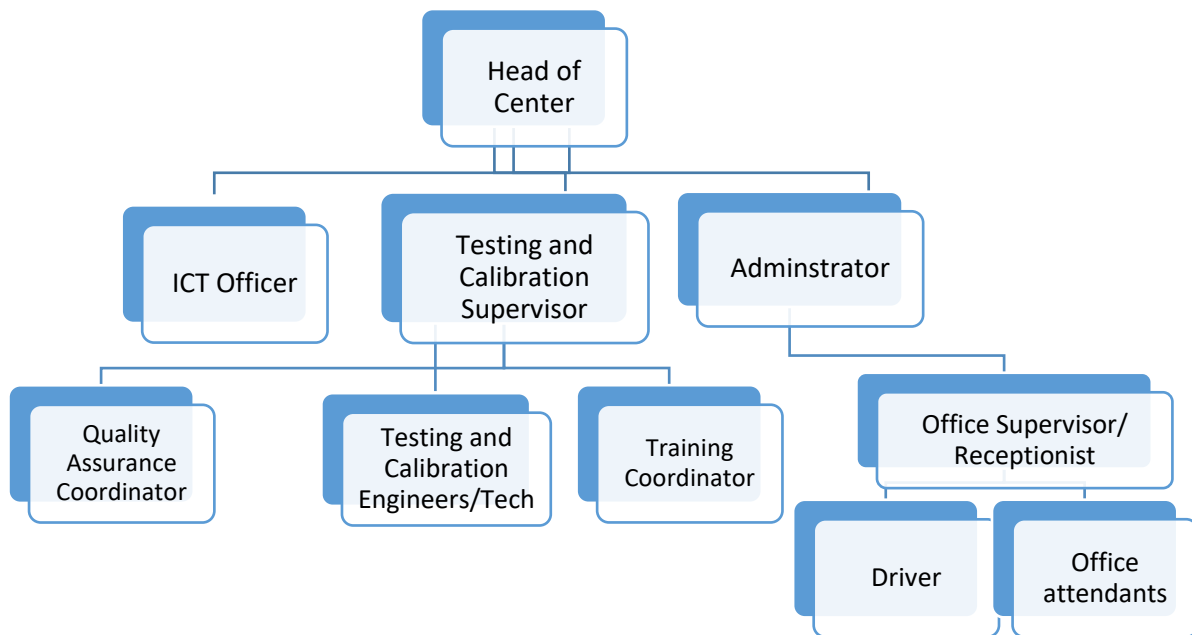 Head of
Center
ICT Officer
Testing and
Calibration
Supervisor
Adminstrator
Quality
Assurance
Coordinator
Testing and
Calibration
Engineers/Tech
Training
Coordinator
Office Supervisor/
Receptionist
Driver
Office
attendants